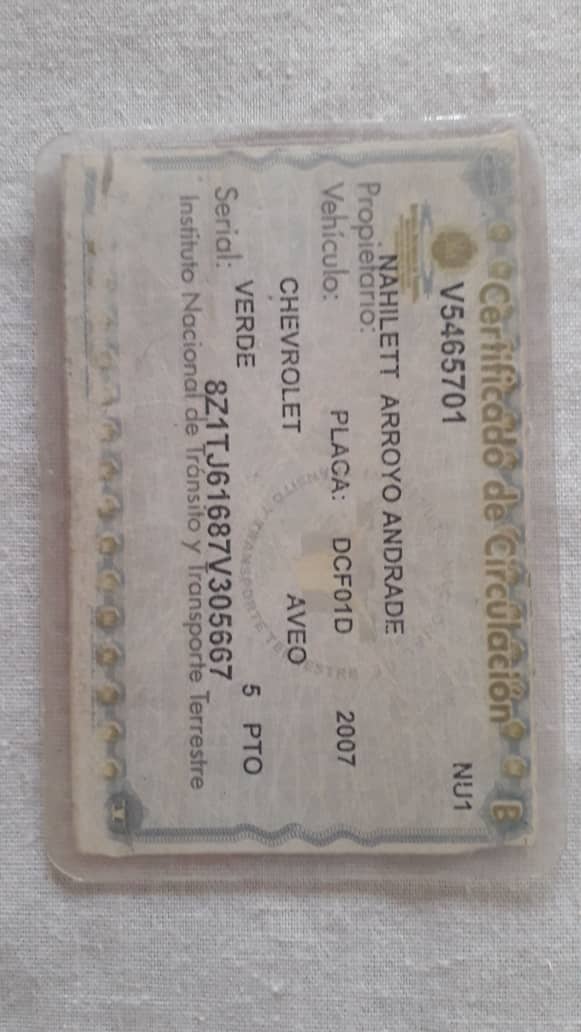 Certificado de Circulación B
V5465701 NU1
Propietario:
NAHILETT ARROYO ANDRADE
Vehículo: PLACA: DCF01D 2007
CHEVROLET AVEO
VERDE 5 PTO
Serial: 8Z1TJ61687V305667
Instituto Nacional de Tránsito y Transporte Terrestre